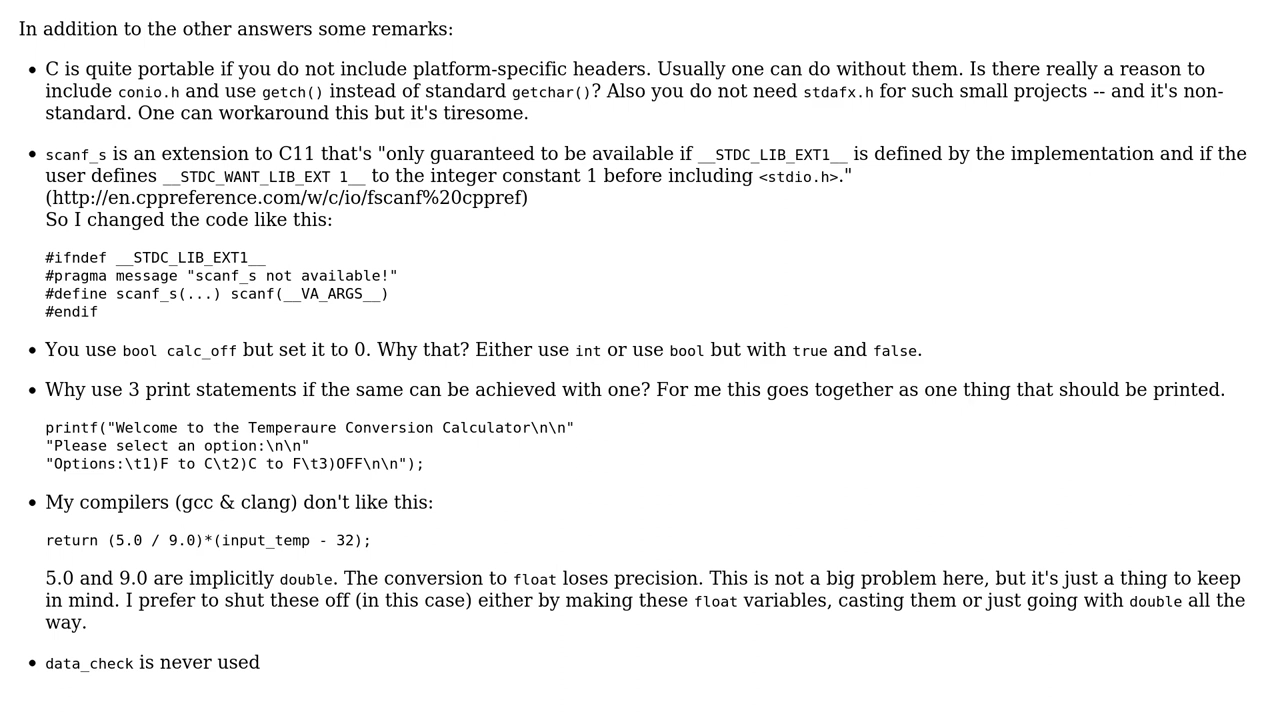 In addition to the other answers some remarks:
• C is quite portable if you do not include platform-specific headers. Usually one can do without them. Is there really a reason to
include conio.h and use getch() instead of standard getchar()? Also you do not need stdafx.h for such small projects -- and it's non-
standard. One can workaround this but it's tiresome.
• scanf_s is an extension to C11 that's "only guaranteed to be available if __STDC_LIB_EXT1__ is defined by the implementation and if the
user defines __STDC_WANT_LIB_EXT 1__ to the integer constant 1 before including <stdio.h>."
(http://en.cppreference.com/w/c/io/fscanf%20cppref)
So I changed the code like this:
#ifndef __STDC_LIB_EXT1__
#pragma message "scanf_s not available!"
#define scanf_s(...) scanf(__VA_ARGS__)
#endif
• You use bool calc_off but set it to 0. Why that? Either use int or use bool but with true and false.
• Why use 3 print statements if the same can be achieved with one? For me this goes together as one thing that should be printed.
printf("Welcome to the Temperaure Conversion Calculator\n\n"
"Please select an option:\n\n"
"Options:\t1)F to C\t2)C to F\t3)OFF\n\n");
• My compilers (gcc & clang) don't like this:
return (5.0 / 9.0)*(input_temp - 32);
5.0 and 9.0 are implicitly double. The conversion to float loses precision. This is not a big problem here, but it's just a thing to keep
in mind. I prefer to shut these off (in this case) either by making these float variables, casting them or just going with double all the
way.
• data_check is never used